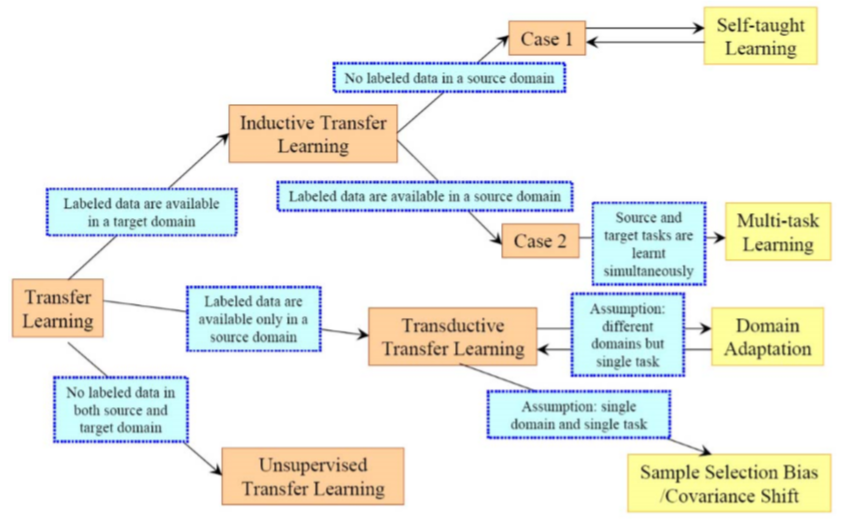 Self-taught
Learning
Case 1
No labeled data in a source domain
Inductive Transfer
Learning
Labeled data are available in a source domain
Labeled data are available
in a target domain
Case 2
Source and
target tasks are
learnt
simultaneously
Multi-task
Learning
Transfer
Learning
Labeled data are
available only in a
source domain
Transductive
Transfer Learning
Assumption:
different
domains but
single task
Domain
Adaptation
No labeled data in
both source and
target domain
Assumption: single
domain and single task
Unsupervised
Transfer Learning
Sample Selection Bias
/Covariance Shift